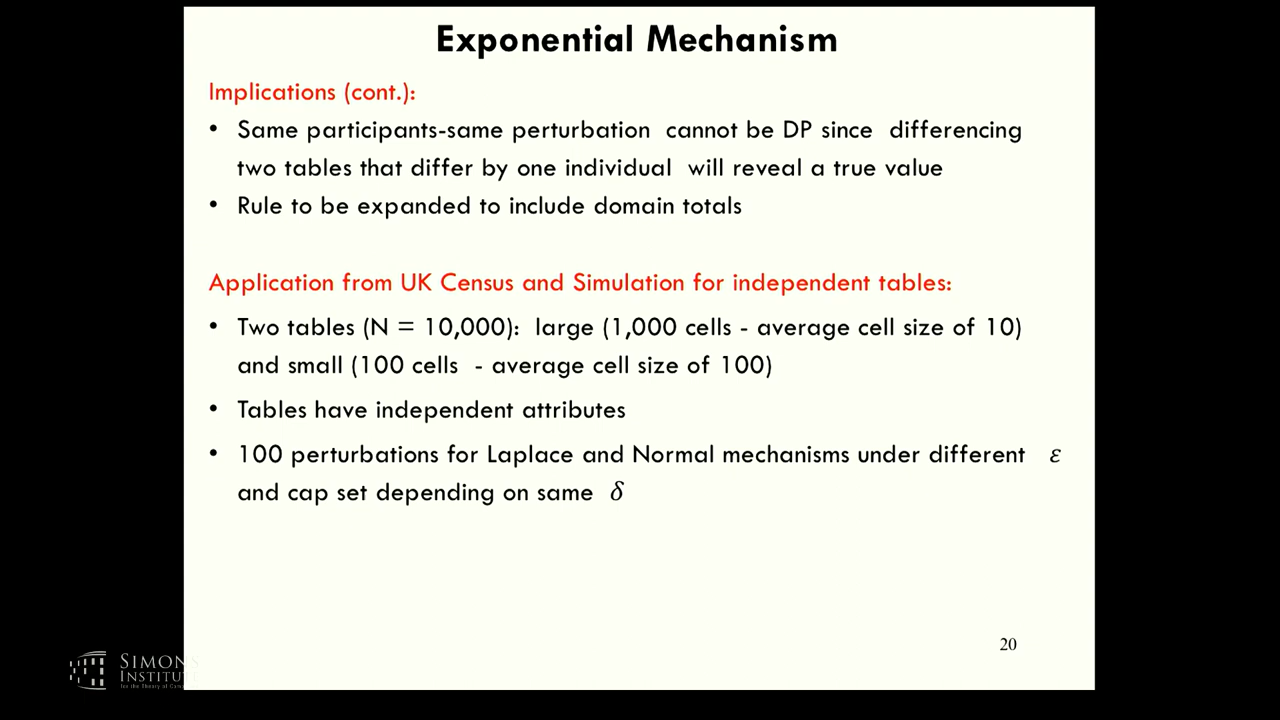 Exponential Mechanism
Implications (cont.):
• Same participants-same perturbation cannot be DP since differencing
two tables that differ by one individual will reveal a true value
• Rule to be expanded to include domain totals
Application from UK Census and Simulation for independent tables:
• Two tables (N = 10,000): large (1,000 cells - average cell size of 10)
and small (100 cells - average cell size of 100)
• Tables have independent attributes
• 100 perturbations for Laplace and Normal mechanisms under different ε
and cap set depending on same δ
20
SIMONS
INSTITUTE
for the Theory of